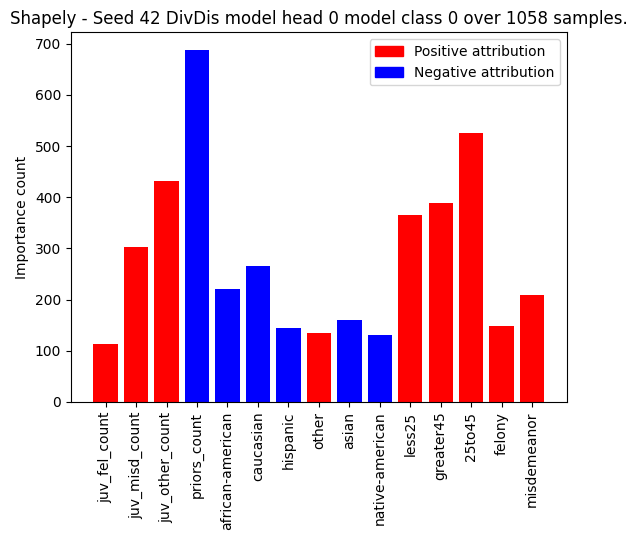 Shapely - Seed 42 DivDis model head 0 model class 0 over 1058 samples.
Positive attribution
Negative attribution
Importance count
700
600
500
400
300
200
100
0
juv_fel_count
juv_misd_count
juv_other_count
priors_count
african-american
caucasian
hispanic
other
asian
native-american
less25
greater45
25to45
felony
misdemeanor